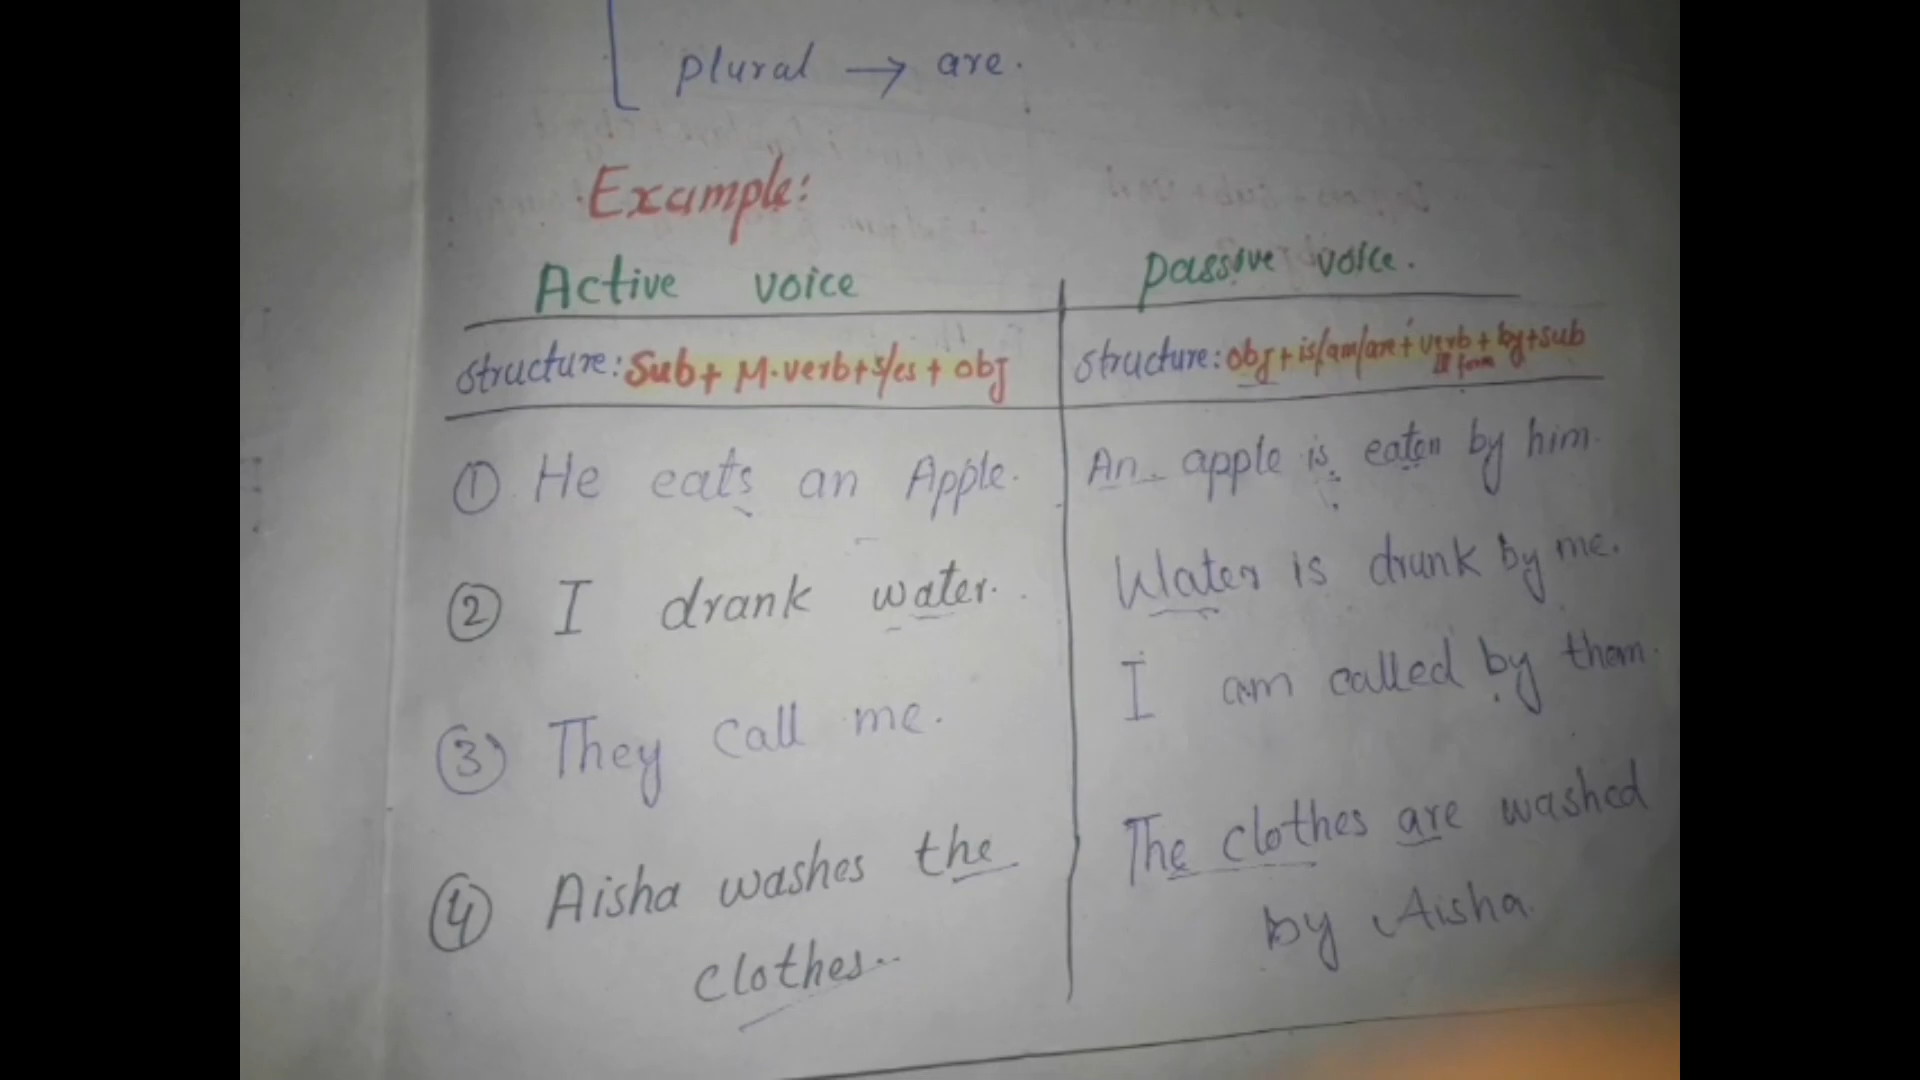 plural → are.
Example:
Active voice
passive voice.
structure: Sub + M.verb + s/es + obj
structure: obj + is/am/are + verb + by + sub
III form
① He eats an Apple.
An apple is eaten by him.
② I drank water.
Water is drunk by me.
③ They call me.
I am called by them.
④ Aisha washes the
clothes.
The clothes are washed
by Aisha.